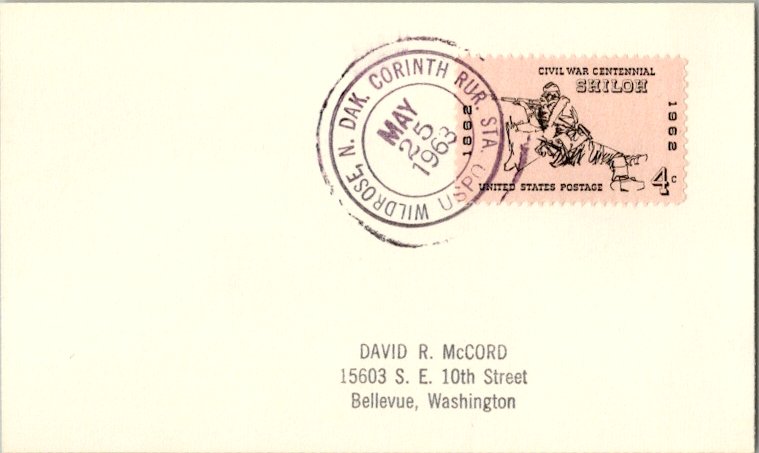 WILDROSE, N. DAK. CORINTH RUR. STA.
USPO
MAY
25
1963
CIVIL WAR CENTENNIAL
SHILOH
1862
1962
UNITED STATES POSTAGE 4c
DAVID R. McCORD
15603 S. E. 10th Street
Bellevue, Washington